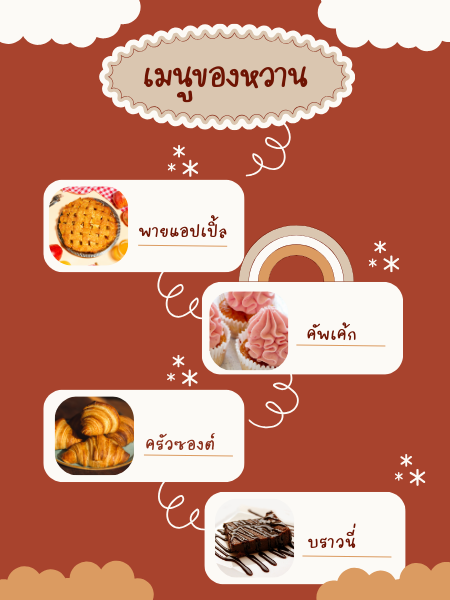 เมนูของหวาน
พายแอปเปิ้ล
คัพเค้ก
ครัวซองต์
บราวนี่